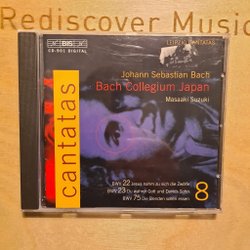 Rediscover Music
BIS
CD-901 DIGITAL
LEIPZIG CANTATAS
Johann Sebastian Bach
Bach Collegium Japan
Masaaki Suzuki
cantatas
BWV 22 Jesus nahm zu sich die Zwölfe
BWV 23 Du wahrer Gott und Davids Sohn
BWV 75 Die Elenden sollen essen
8